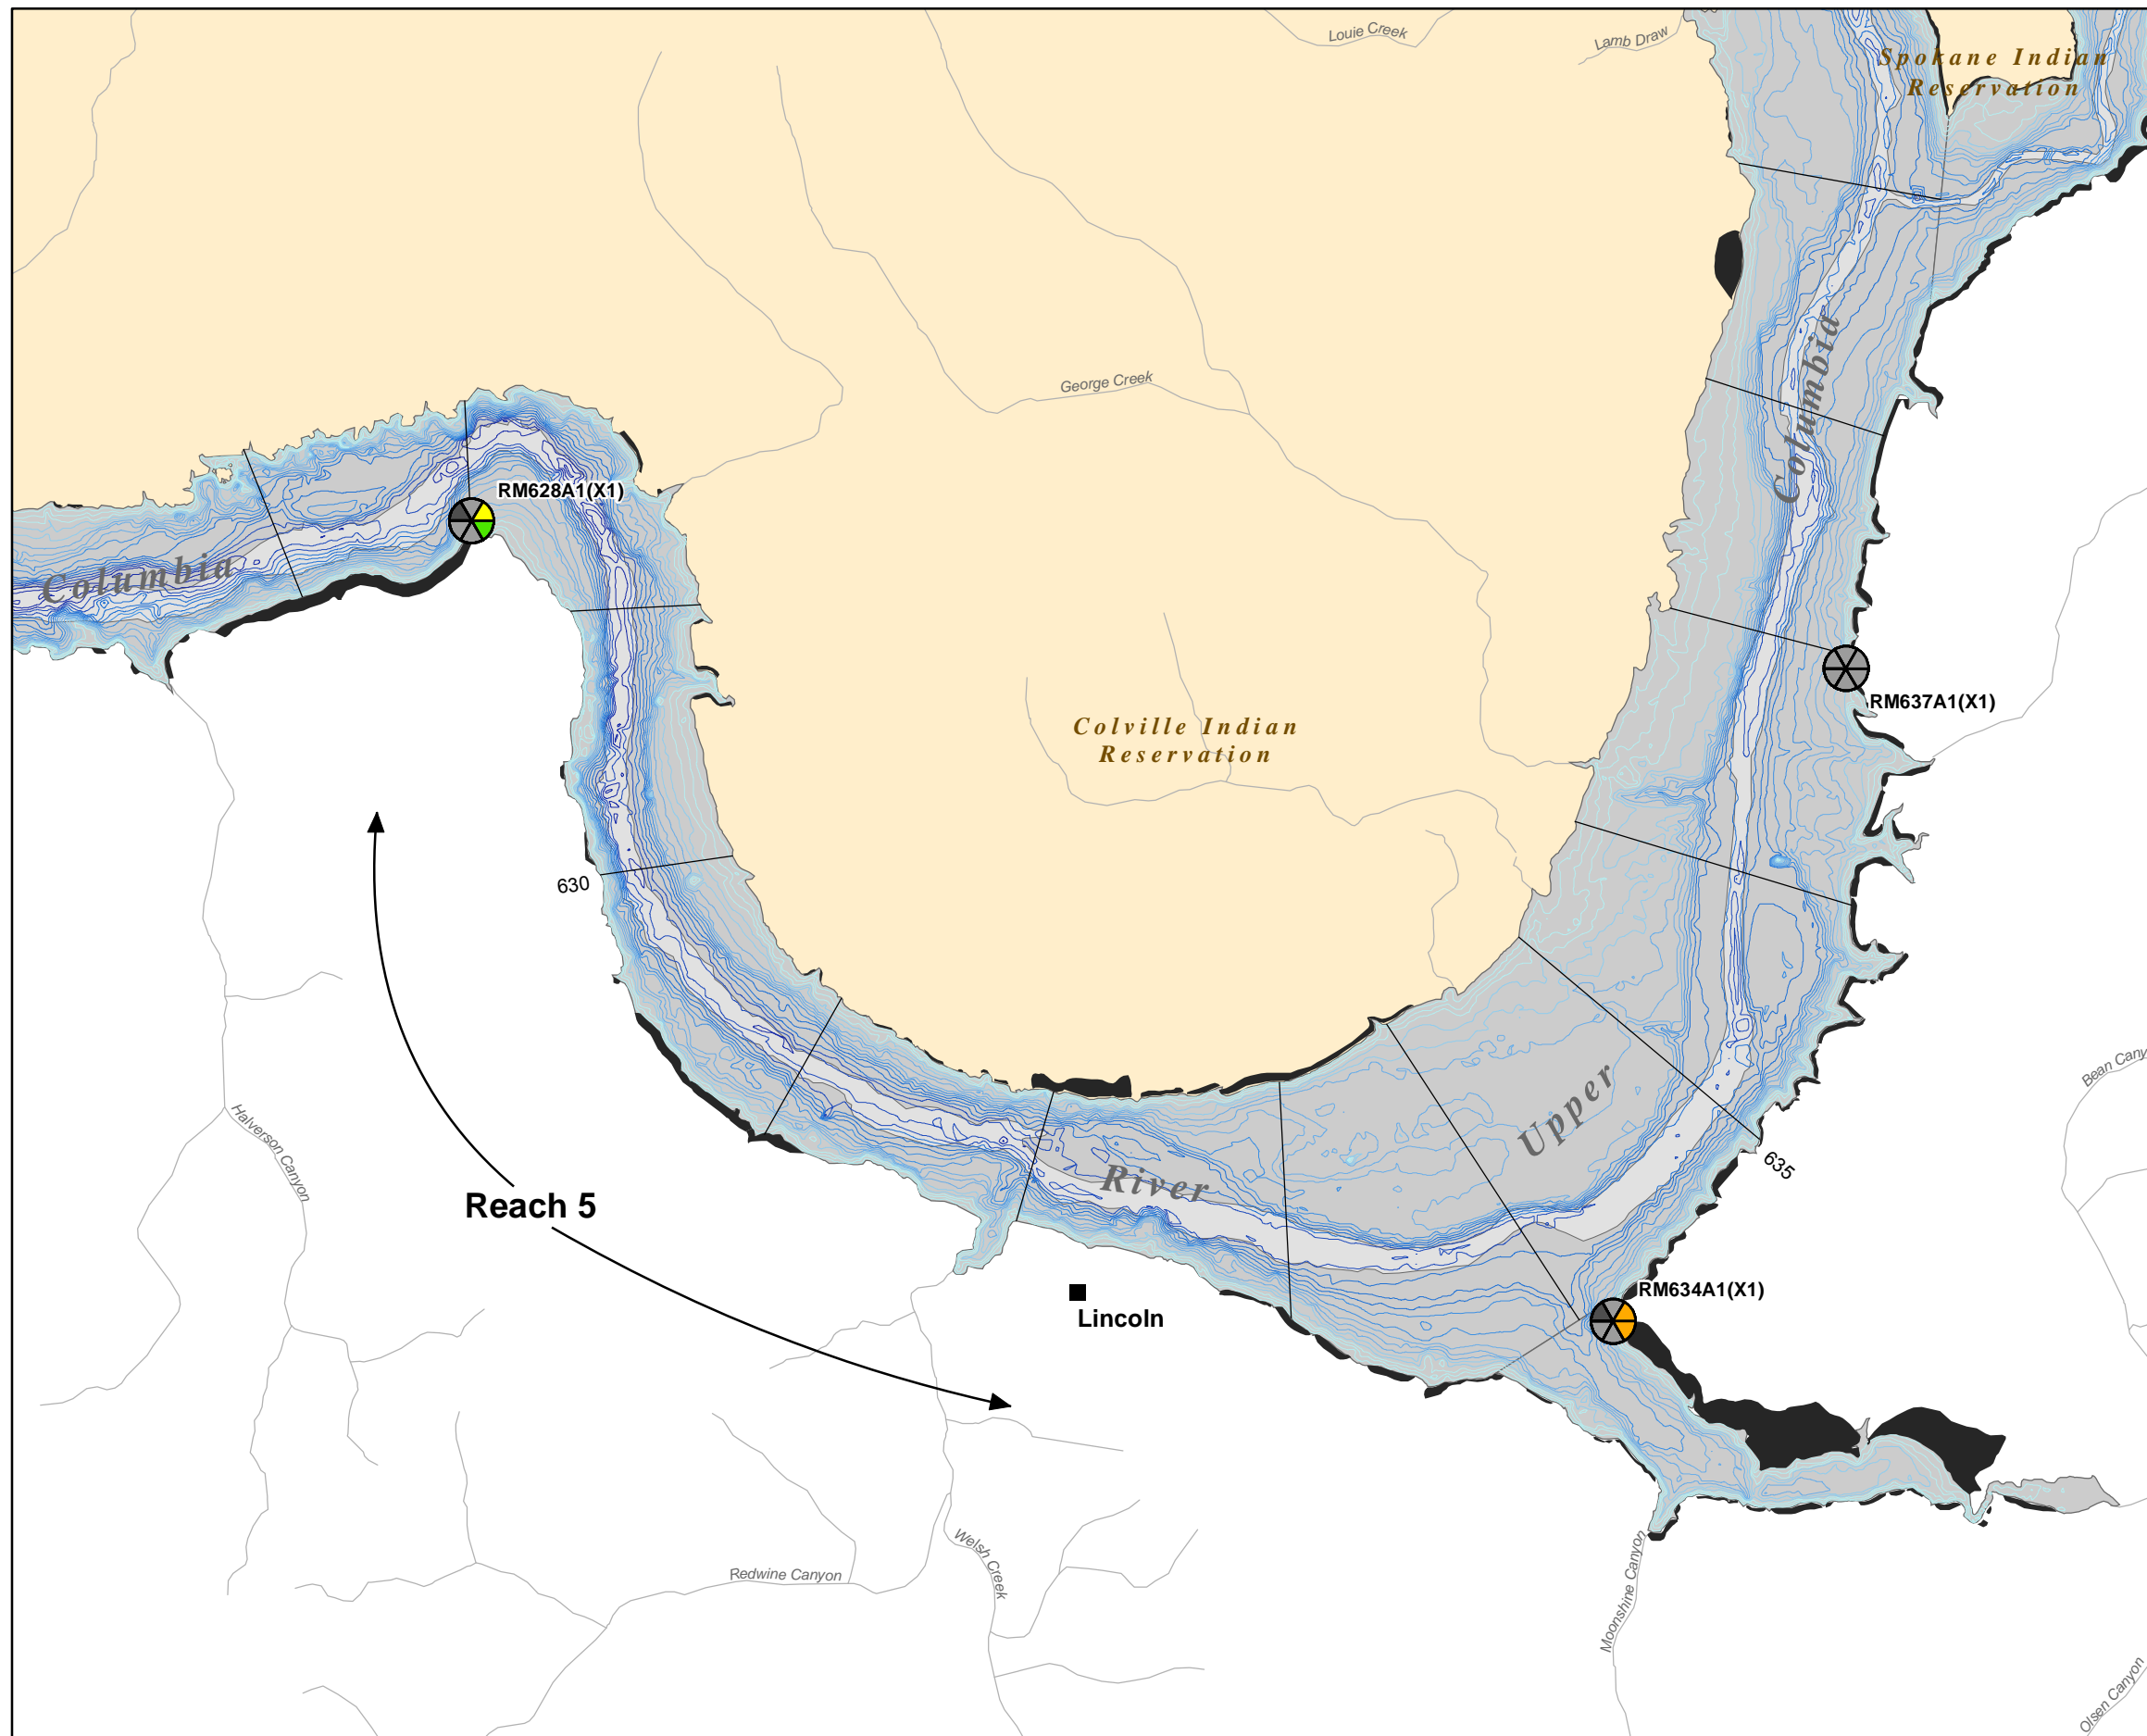 Louie Creek
Lamb Draw
Spokane Indian
Reservation
Columbia
George Creek
RM628A1(X1)
Columbia
RM637A1(X1)
Colville Indian
Reservation
630
Upper
Bean Cany
Halverson Canyon
River
635
Reach 5
RM634A1(X1)
Lincoln
Welsh Creek
Redwine Canyon
Moonshine Canyon
Olsen Canyon